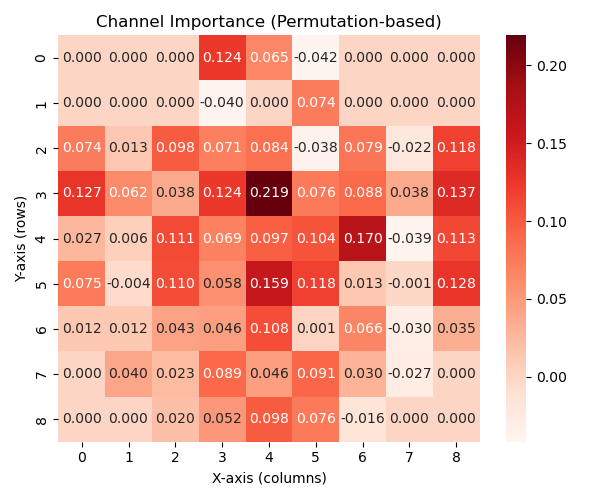 Channel Importance (Permutation-based)
0 0.000 0.000 0.000 0.124 0.065 -0.042 0.000 0.000 0.000
1 0.000 0.000 0.000 -0.040 0.000 0.074 0.000 0.000 0.000
2 0.074 0.013 0.098 0.071 0.084 -0.038 0.079 -0.022 0.118
3 0.127 0.062 0.038 0.124 0.219 0.076 0.088 0.038 0.137
4 0.027 0.006 0.111 0.069 0.097 0.104 0.170 -0.039 0.113
5 0.075 -0.004 0.110 0.058 0.159 0.118 0.013 -0.001 0.128
6 0.012 0.012 0.043 0.046 0.108 0.001 0.066 -0.030 0.035
7 0.000 0.040 0.023 0.089 0.046 0.091 0.030 -0.027 0.000
8 0.000 0.000 0.020 0.052 0.098 0.076 -0.016 0.000 0.000
0 1 2 3 4 5 6 7 8
X-axis (columns)
Y-axis (rows)
0.20
0.15
0.10
0.05
0.00